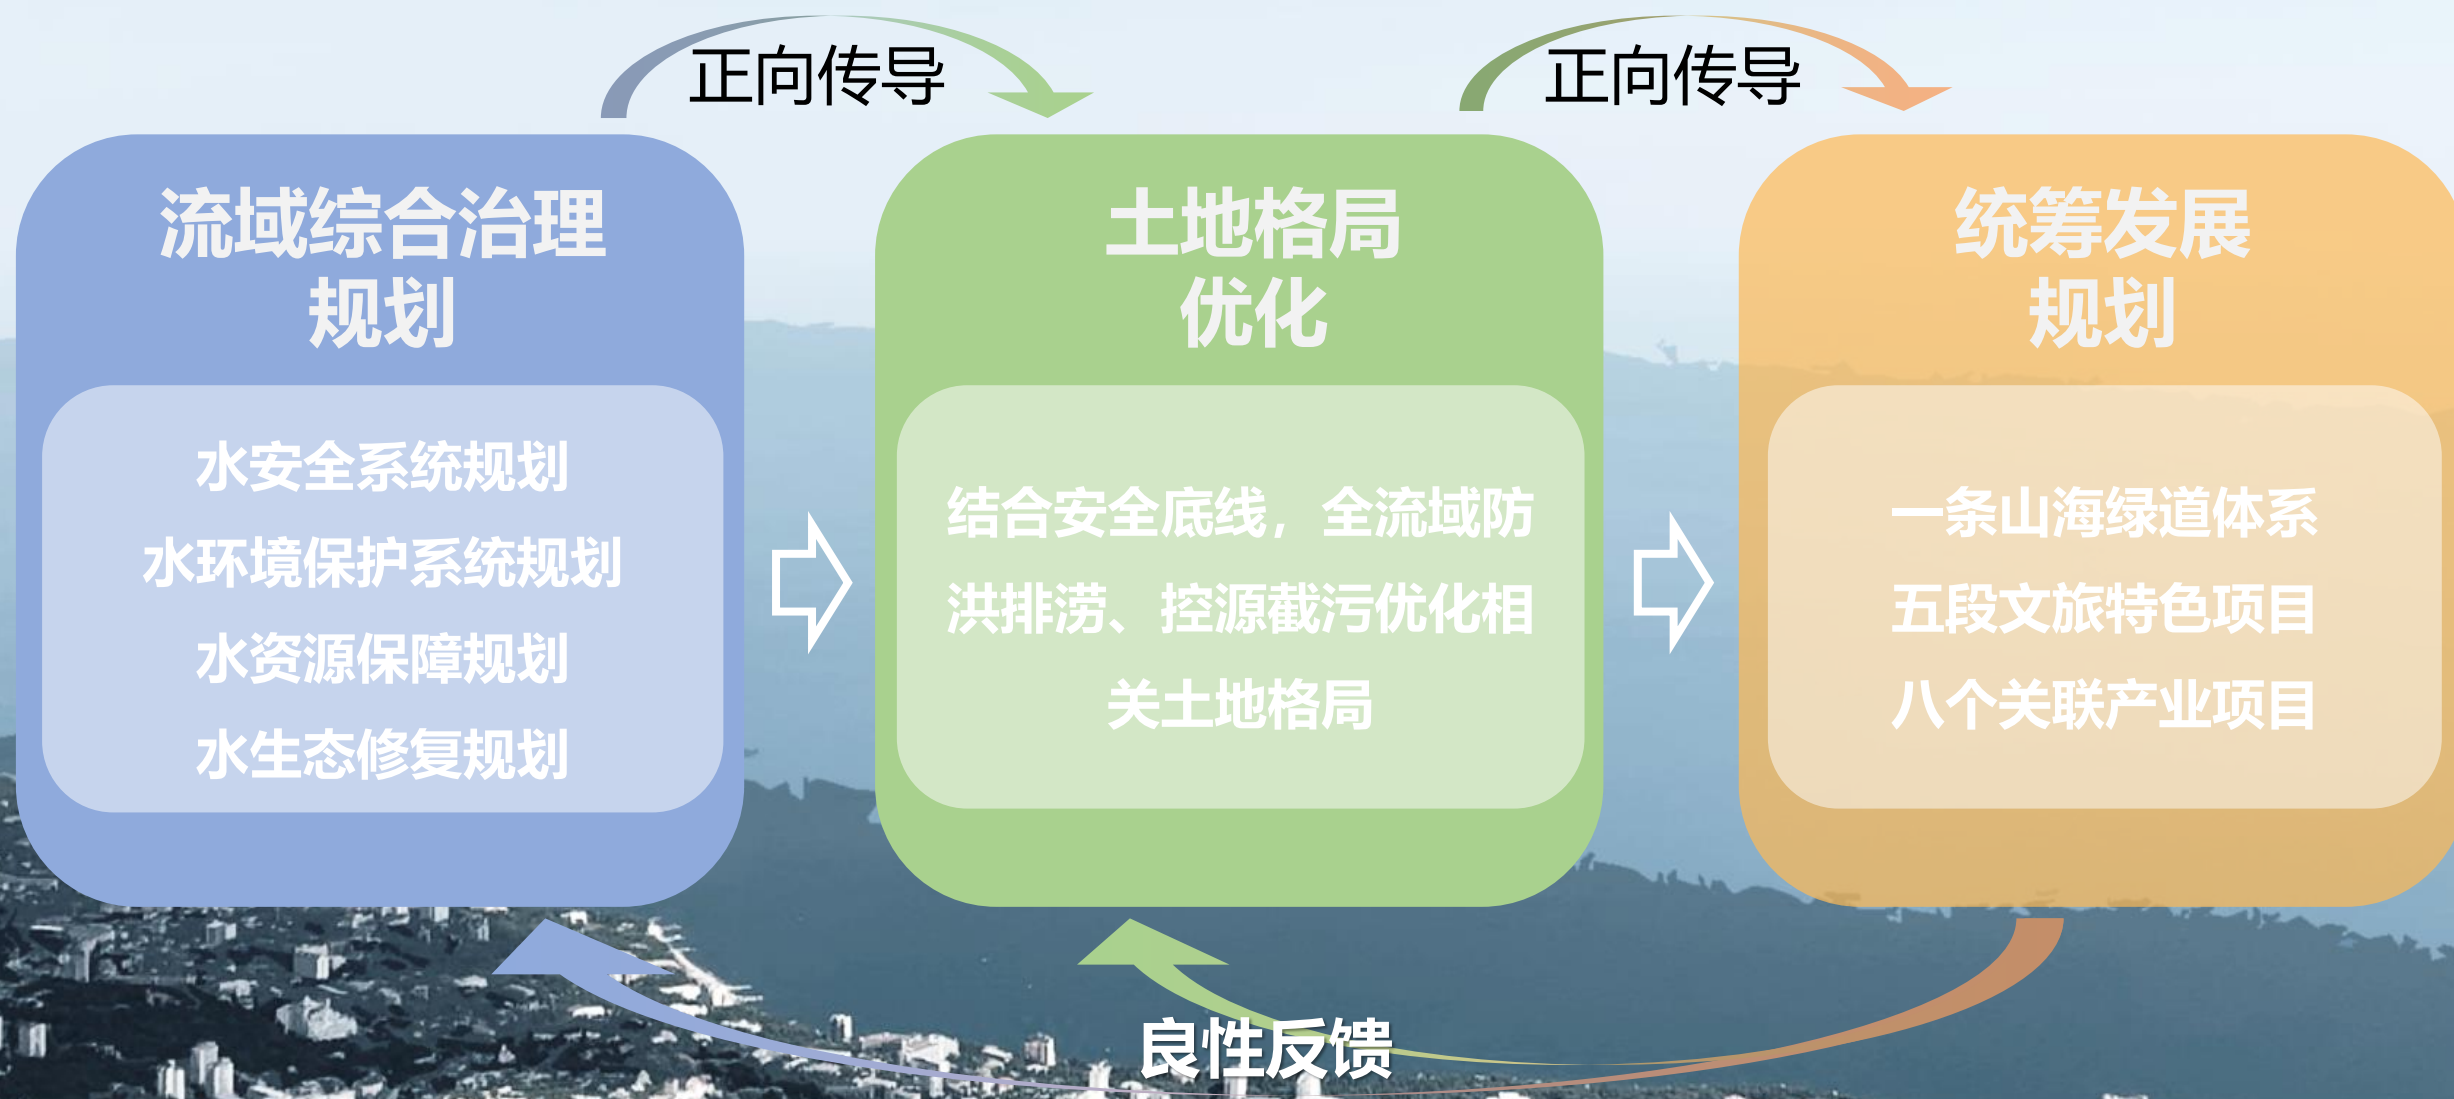 正向传导
正向传导
流域综合治理
规划
水安全系统规划
水环境保护系统规划
水资源保障规划
水生态修复规划
土地格局
优化
结合安全底线，全流域防
洪排涝、控源截污优化相
关土地格局
统筹发展
规划
一条山海绿道体系
五段文旅特色项目
八个关联产业项目
良性反馈